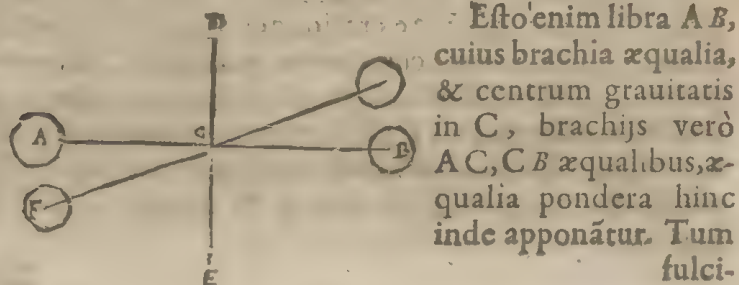 D
Eſto enim libra A B,
cuius brachia æqualia,
& centrum grauitatis
in C, brachijs verò
A C, C B æqualibus, æ-
qualia pondera hinc
inde apponãtur. Tum
fulci-
A
C
B
F
E